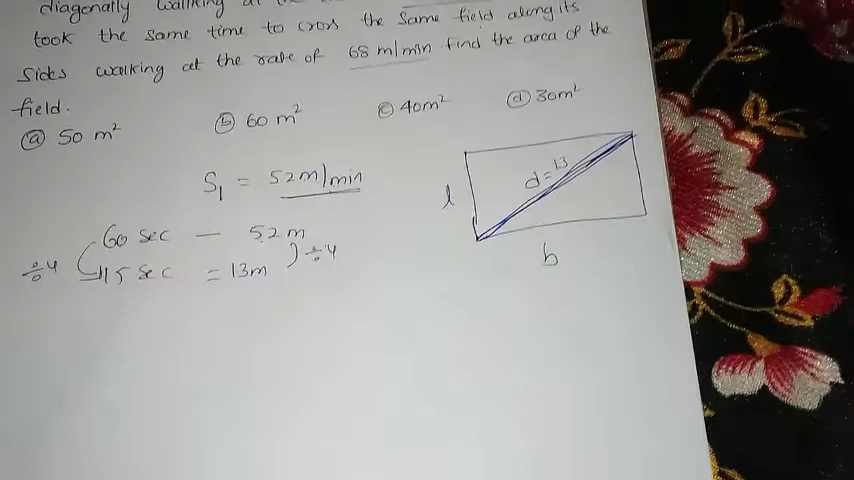 diagonally walking at
took the same time to cross the same field along its
sides walking at the rate of 68 m/min find the area of the
field.
ⓐ 50 m² ⓑ 60 m² ⓒ 40m² ⓓ 30m²
S₁ = 52m/min
60 sec — 52 m
÷4 15 sec = 13m ÷4
d=13
l
b